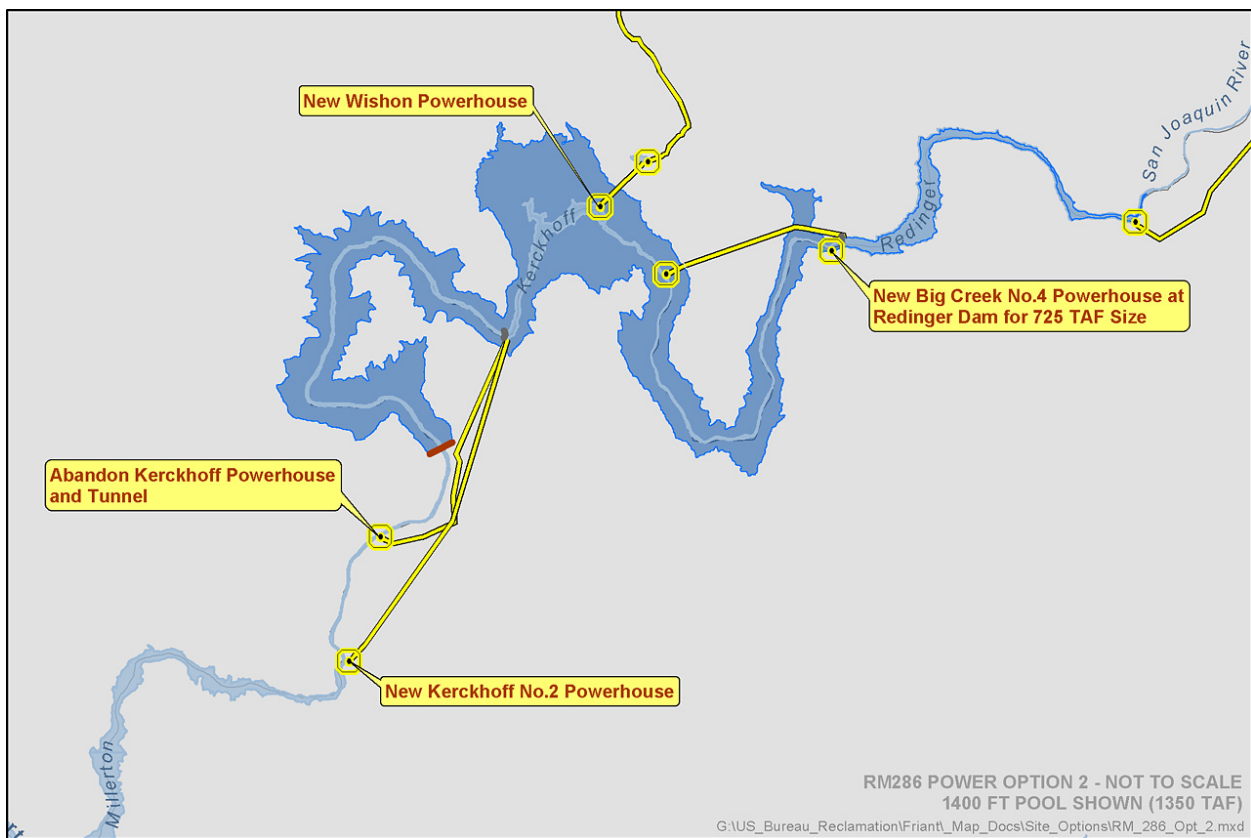 New Wishon Powerhouse
San Joaquin River
Kerckhoff
Redinger
New Big Creek No.4 Powerhouse at
Redinger Dam for 725 TAF Size
Abandon Kerckhoff Powerhouse
and Tunnel
New Kerckhoff No.2 Powerhouse
Millerton
RM286 POWER OPTION 2 - NOT TO SCALE
1400 FT POOL SHOWN (1350 TAF)
G:\US_Bureau_Reclamation\Friant\_Map_Docs\Site_Options\RM_286_Opt_2.mxd